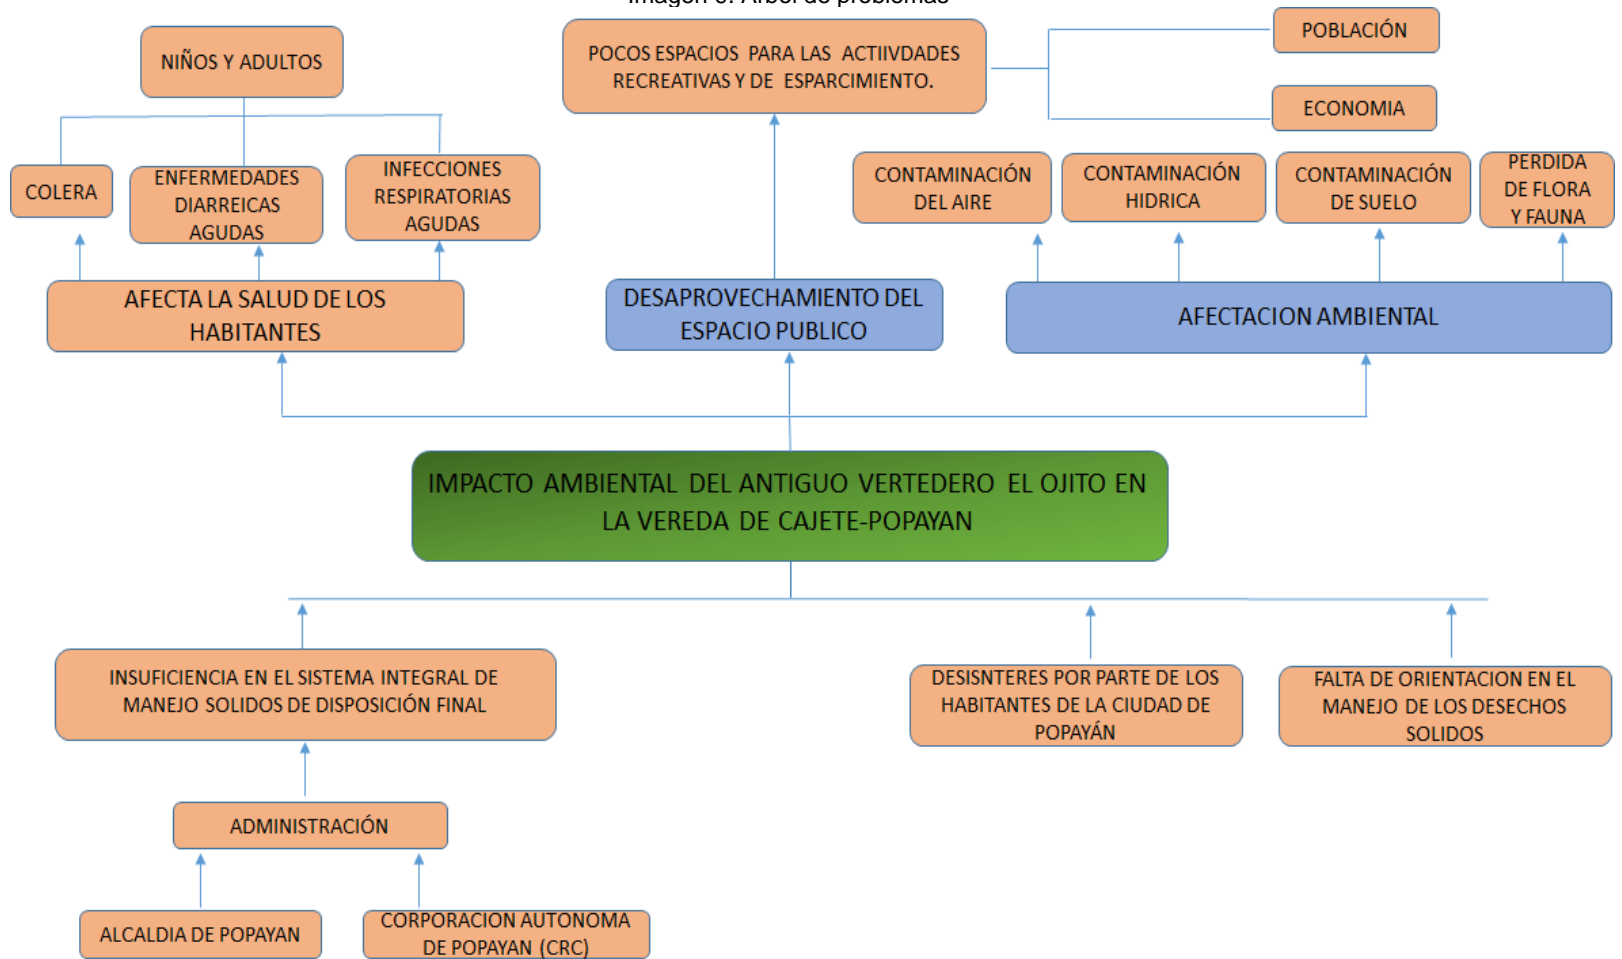 Imagen 6. Árbol de problemas
NIÑOS Y ADULTOS
POCOS ESPACIOS PARA LAS ACTIIVDADES
RECREATIVAS Y DE ESPARCIMIENTO.
POBLACIÓN
ECONOMIA
COLERA
ENFERMEDADES
DIARREICAS
AGUDAS
INFECCIONES
RESPIRATORIAS
AGUDAS
CONTAMINACIÓN
DEL AIRE
CONTAMINACIÓN
HIDRICA
CONTAMINACIÓN
DE SUELO
PERDIDA
DE FLORA
Y FAUNA
AFECTA LA SALUD DE LOS
HABITANTES
DESAPROVECHAMIENTO DEL
ESPACIO PUBLICO
AFECTACION AMBIENTAL
IMPACTO AMBIENTAL DEL ANTIGUO VERTEDERO EL OJITO EN
LA VEREDA DE CAJETE-POPAYAN
INSUFICIENCIA EN EL SISTEMA INTEGRAL DE
MANEJO SOLIDOS DE DISPOSICIÓN FINAL
DESISNTERES POR PARTE DE LOS
HABITANTES DE LA CIUDAD DE
POPAYÁN
FALTA DE ORIENTACION EN EL
MANEJO DE LOS DESECHOS
SOLIDOS
ADMINISTRACIÓN
ALCALDIA DE POPAYAN
CORPORACION AUTONOMA
DE POPAYAN (CRC)